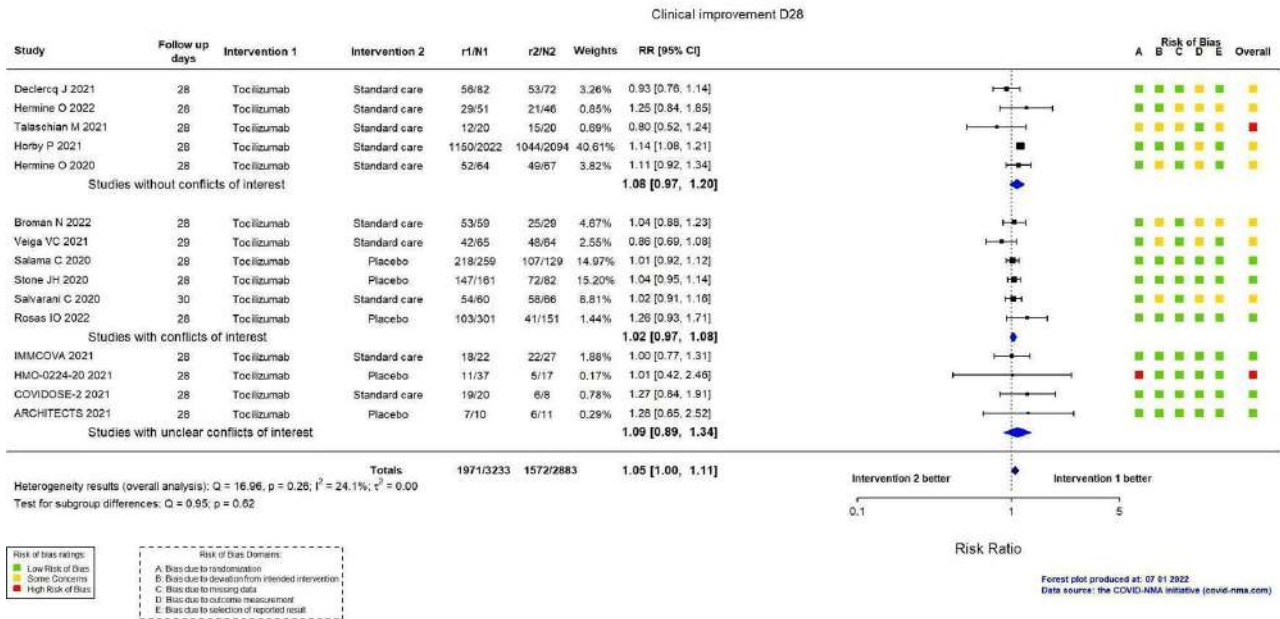 Clinical improvement D28
Study Follow up days Intervention 1 Intervention 2 r1/N1 r2/N2 Weights RR [95% CI] Risk of Bias A B C D E Overall
Declercq J 2021 28 Tocilizumab Standard care 56/82 53/72 3.26% 0.93 [0.76, 1.14]
Hermine O 2022 28 Tocilizumab Standard care 29/51 21/46 0.85% 1.25 [0.84, 1.85]
Talaschian M 2021 28 Tocilizumab Standard care 12/20 15/20 0.69% 0.80 [0.52, 1.24]
Horby P 2021 28 Tocilizumab Standard care 1150/2022 1044/2094 40.61% 1.14 [1.08, 1.21]
Hermine O 2020 28 Tocilizumab Standard care 52/64 49/67 3.82% 1.11 [0.92, 1.34]
Studies without conflicts of interest 1.08 [0.97, 1.20]
Broman N 2022 28 Tocilizumab Standard care 53/59 25/29 4.67% 1.04 [0.88, 1.23]
Veiga VC 2021 29 Tocilizumab Standard care 42/65 48/64 2.55% 0.86 [0.69, 1.08]
Salama C 2020 28 Tocilizumab Placebo 218/259 107/129 14.97% 1.01 [0.92, 1.12]
Stone JH 2020 28 Tocilizumab Placebo 147/161 72/82 15.20% 1.04 [0.95, 1.14]
Salvarani C 2020 30 Tocilizumab Standard care 54/60 58/66 8.81% 1.02 [0.91, 1.16]
Rosas IO 2022 28 Tocilizumab Placebo 103/301 41/151 1.44% 1.26 [0.93, 1.71]
Studies with conflicts of interest 1.02 [0.97, 1.08]
IMMCOVA 2021 28 Tocilizumab Standard care 18/22 22/27 1.88% 1.00 [0.77, 1.31]
HMO-0224-20 2021 28 Tocilizumab Placebo 11/37 5/17 0.17% 1.01 [0.42, 2.46]
COVIDOSE-2 2021 28 Tocilizumab Standard care 19/20 6/8 0.78% 1.27 [0.84, 1.91]
ARCHITECTS 2021 28 Tocilizumab Placebo 7/10 6/11 0.29% 1.28 [0.65, 2.52]
Studies with unclear conflicts of interest 1.09 [0.89, 1.34]
Totals 1971/3233 1572/2883 1.05 [1.00, 1.11]
Heterogeneity results (overall analysis): Q = 16.96, p = 0.26; I² = 24.1%; τ² = 0.00
Test for subgroup differences: Q = 0.95; p = 0.62
Intervention 2 better Intervention 1 better
0.1 1 5
Risk Ratio
Risk of bias ratings:
Low Risk of Bias
Some Concerns
High Risk of Bias
Risk of Bias Domains:
A: Bias due to randomization
B: Bias due to deviation from intended intervention
C: Bias due to missing data
D: Bias due to outcome measurement
E: Bias due to selection of reported result
Forest plot produced at: 07 01 2022
Data source: the COVID-NMA initiative (covid-nma.com)